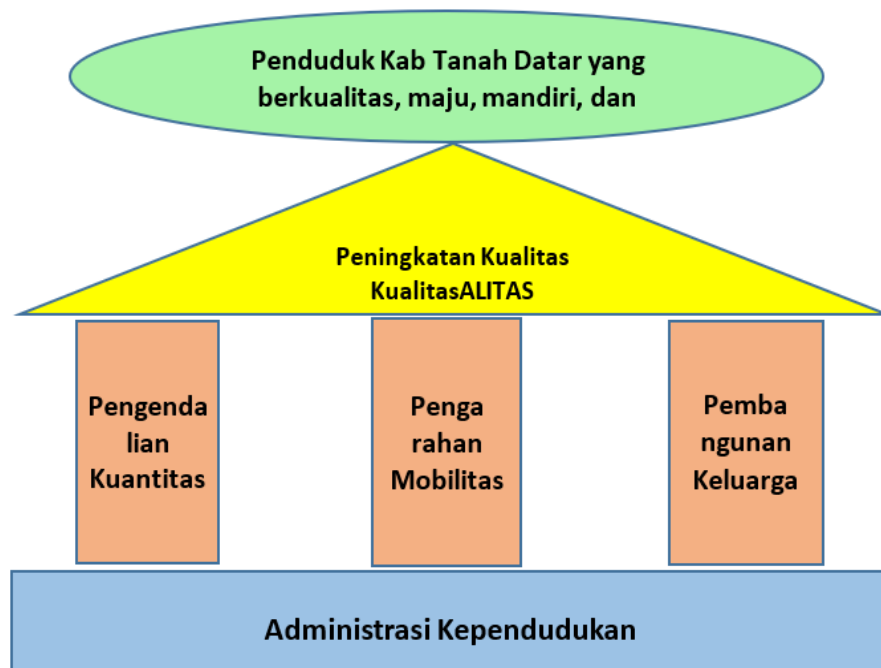 Penduduk Kab Tanah Datar yang
berkualitas, maju, mandiri, dan
Peningkatan Kualitas
KualitasALITAS
Pengenda
lian
Kuantitas
Penga
rahan
Mobilitas
Pemba
ngunan
Keluarga
Administrasi Kependudukan